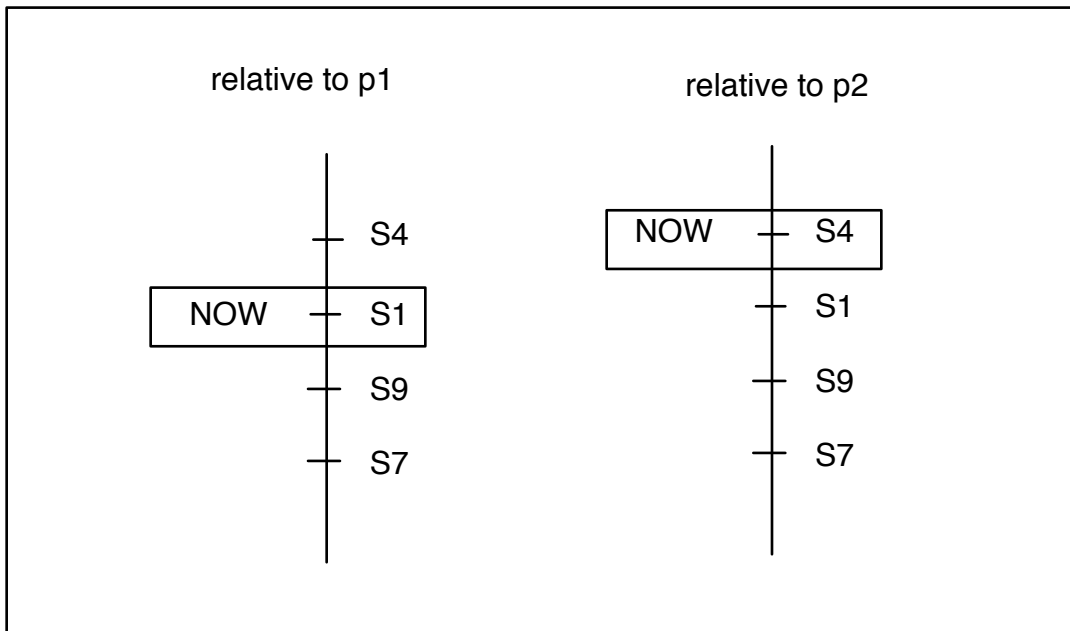 relative to p1
S4
NOW S1
S9
S7
relative to p2
NOW S4
S1
S9
S7